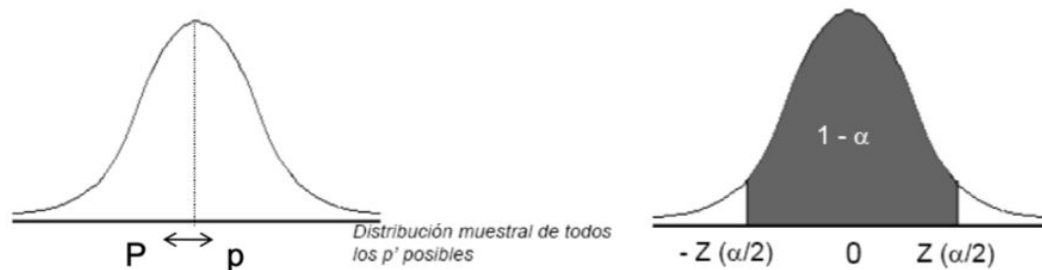 P p
Distribución muestral de todos
los p' posibles
1 - α
- Z (α/2) 0 Z (α/2)